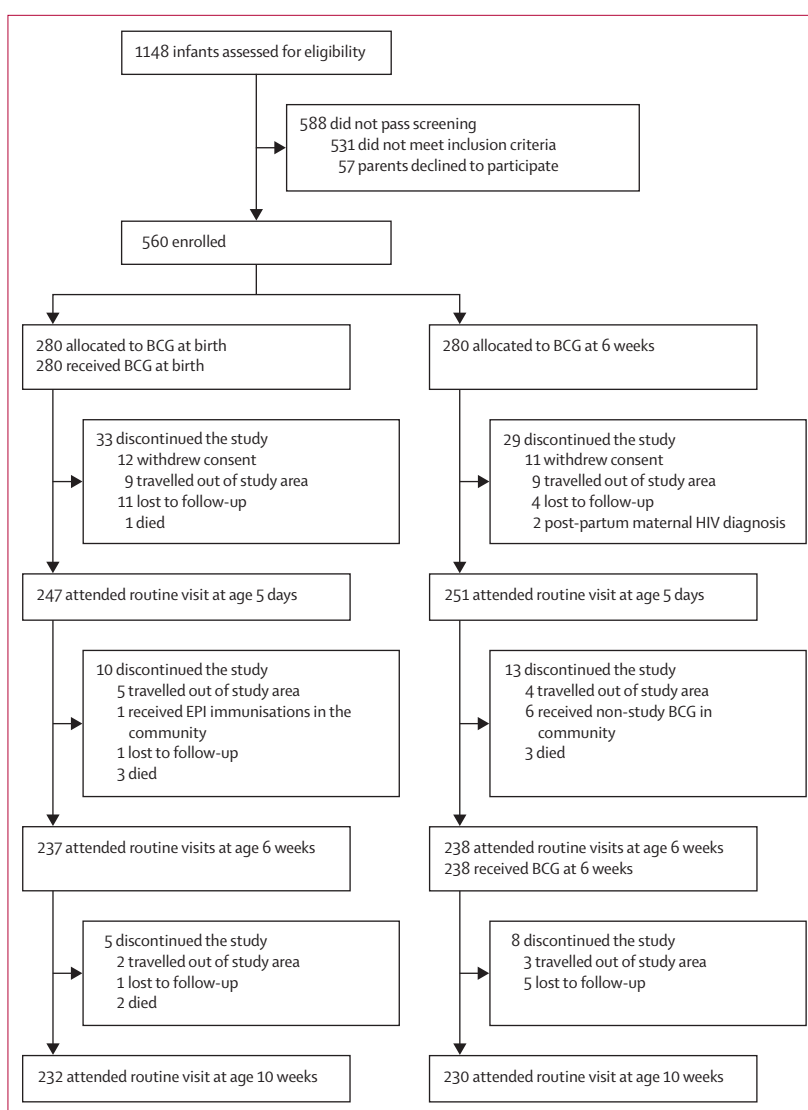 1148 infants assessed for eligibility
588 did not pass screening
531 did not meet inclusion criteria
57 parents declined to participate
560 enrolled
280 allocated to BCG at birth
280 received BCG at birth
280 allocated to BCG at 6 weeks
33 discontinued the study
12 withdrew consent
9 travelled out of study area
11 lost to follow-up
1 died
29 discontinued the study
11 withdrew consent
9 travelled out of study area
4 lost to follow-up
2 post-partum maternal HIV diagnosis
247 attended routine visit at age 5 days
251 attended routine visit at age 5 days
10 discontinued the study
5 travelled out of study area
1 received EPI immunisations in the
community
1 lost to follow-up
3 died
13 discontinued the study
4 travelled out of study area
6 received non-study BCG in
community
3 died
237 attended routine visits at age 6 weeks
238 attended routine visits at age 6 weeks
238 received BCG at 6 weeks
5 discontinued the study
2 travelled out of study area
1 lost to follow-up
2 died
8 discontinued the study
3 travelled out of study area
5 lost to follow-up
232 attended routine visit at age 10 weeks
230 attended routine visit at age 10 weeks